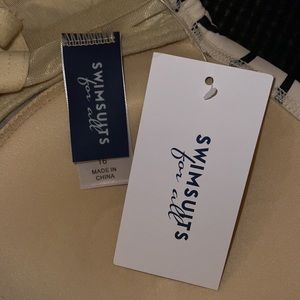 SWIMSUITS
for all
16
MADE IN
CHINA
SWIMSUITS
for all